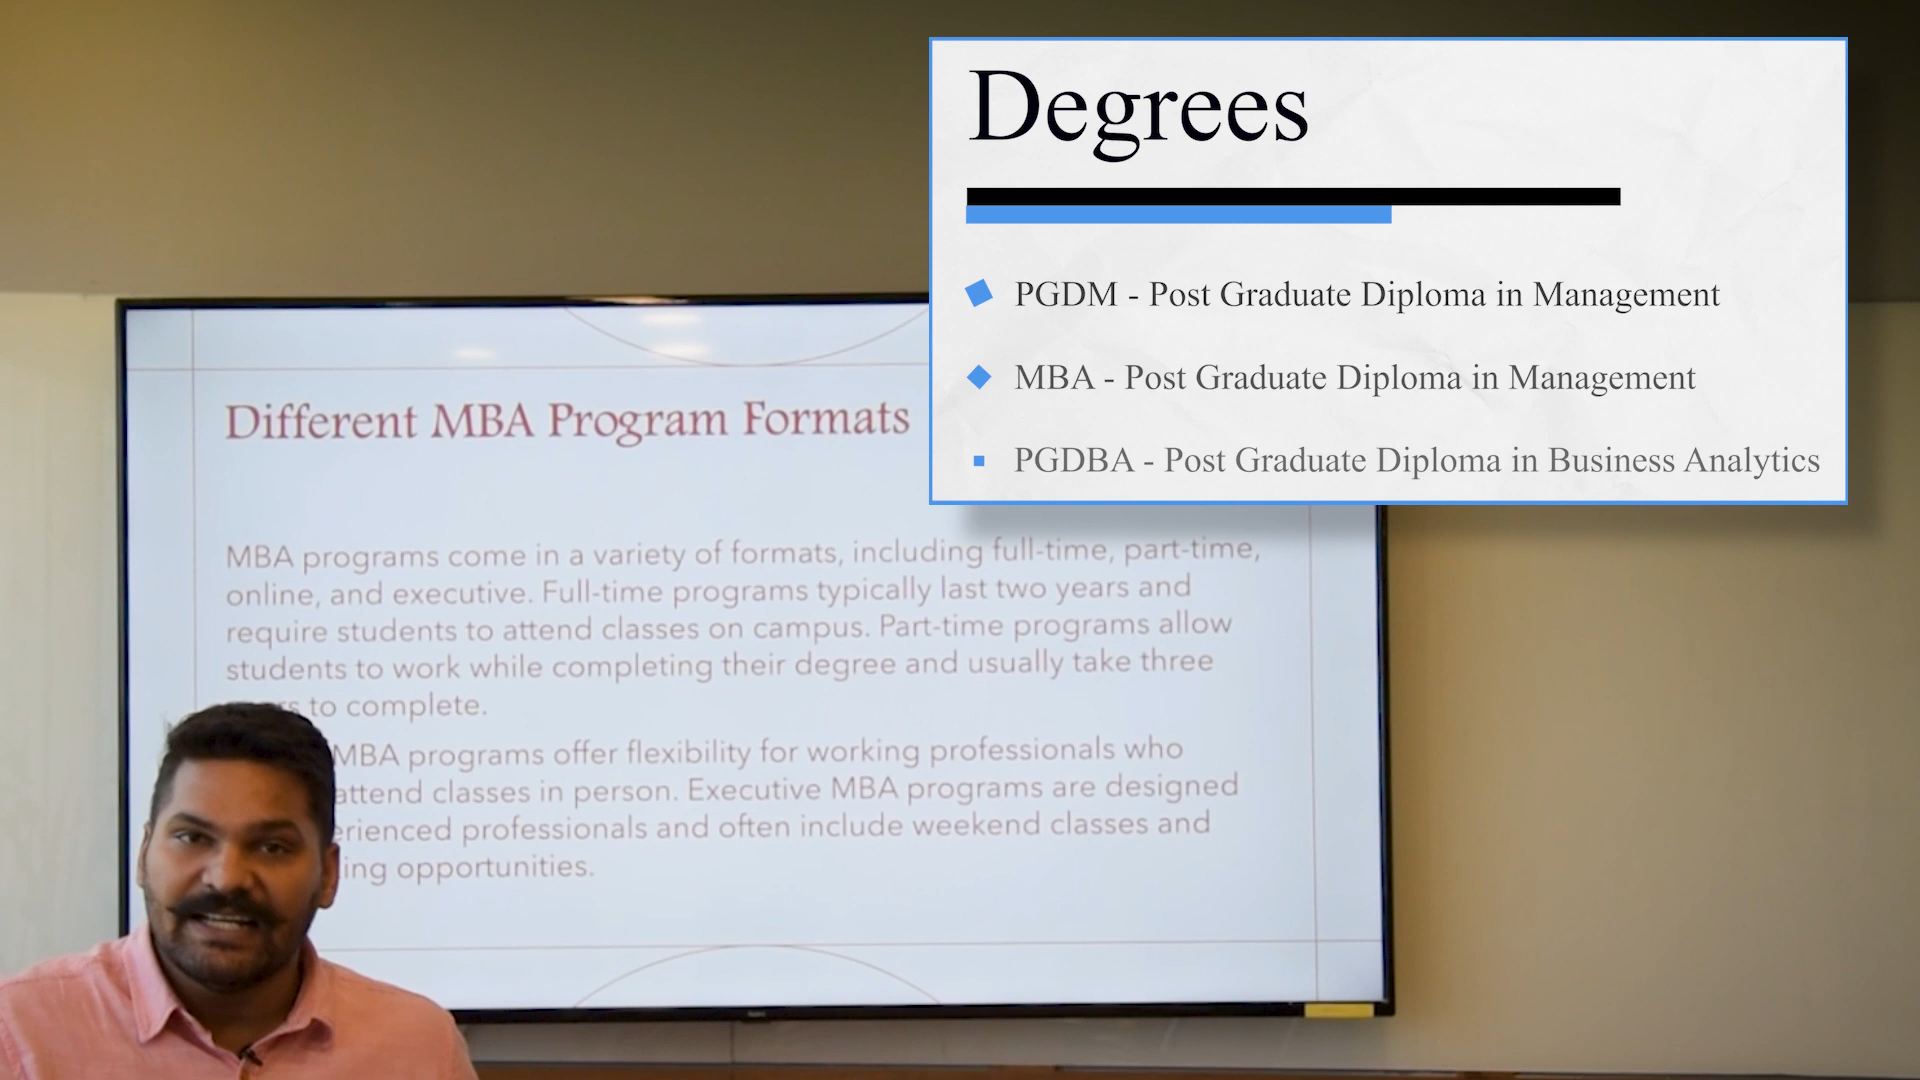 Degrees
PGDM - Post Graduate Diploma in Management
MBA - Post Graduate Diploma in Management
PGDBA - Post Graduate Diploma in Business Analytics
Different MBA Program Formats
MBA programs come in a variety of formats, including full-time, part-time,
online, and executive. Full-time programs typically last two years and
require students to attend classes on campus. Part-time programs allow
students to work while completing their degree and usually take three
to complete.
MBA programs offer flexibility for working professionals who
attend classes in person. Executive MBA programs are designed
professionals and often include weekend classes and
opportunities.